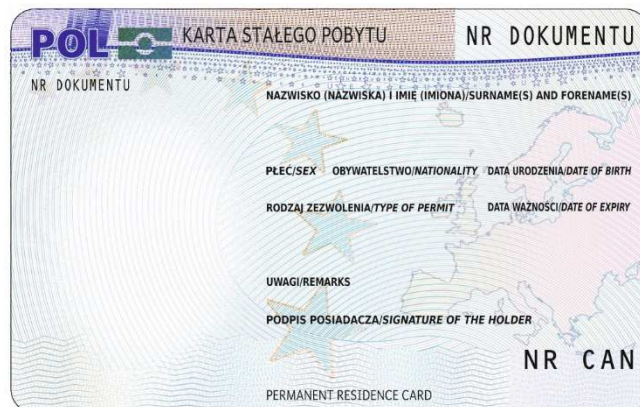 POL KARTA STAŁEGO POBYTU NR DOKUMENTU
NR DOKUMENTU
NAZWISKO (NAZWISKA) I IMIĘ (IMIONA)/SURNAME(S) AND FORENAME(S)
PŁEĆ/SEX OBYWATELSTWO/NATIONALITY DATA URODZENIA/DATE OF BIRTH
RODZAJ ZEZWOLENIA/TYPE OF PERMIT DATA WAŻNOŚCI/DATE OF EXPIRY
UWAGI/REMARKS
PODPIS POSIADACZA/SIGNATURE OF THE HOLDER
NR CAN
PERMANENT RESIDENCE CARD